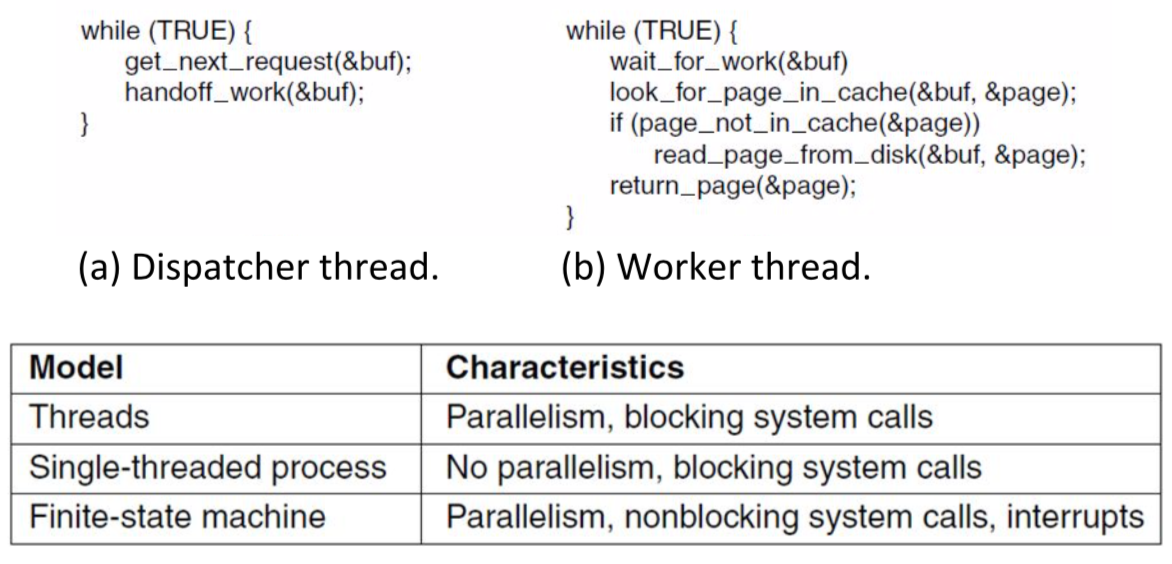 while (TRUE) {
get_next_request(&buf);
handoff_work(&buf);
}
(a) Dispatcher thread.
while (TRUE) {
wait_for_work(&buf)
look_for_page_in_cache(&buf, &page);
if (page_not_in_cache(&page))
read_page_from_disk(&buf, &page);
return_page(&page);
}
(b) Worker thread.
Model Characteristics
Threads Parallelism, blocking system calls
Single-threaded process No parallelism, blocking system calls
Finite-state machine Parallelism, nonblocking system calls, interrupts